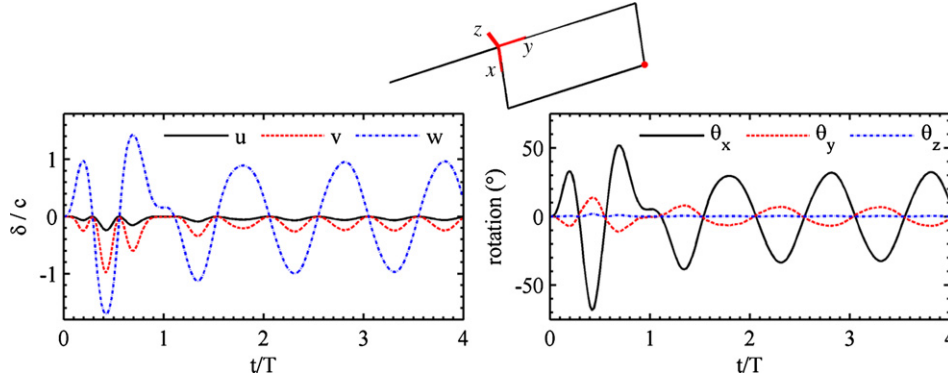 z
y
x
u v w
1
0
-1
δ / c
0 1 2 3 4
t/T
θx θy θz
50
0
-50
rotation (°)
0 1 2 3 4
t/T